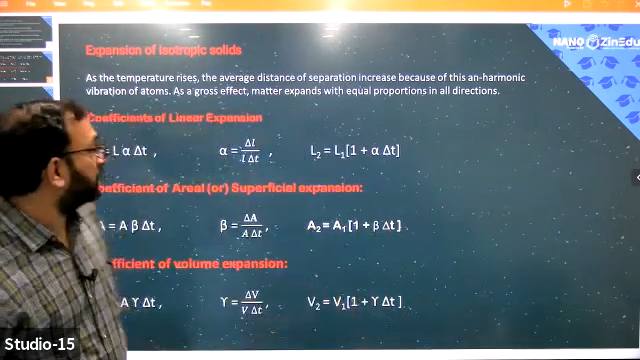 NANO ZinEdu
Expansion of isotropic solids
As the temperature rises, the average distance of separation increase because of this an-harmonic
vibration of atoms. As a gross effect, matter expands with equal proportions in all directions.
Coefficients of Linear Expansion
= L α Δt , α = Δl / l Δt , L₂ = L₁[1 + α Δt]
oefficient of Areal (or) Superficial expansion:
A = A β Δt , β = ΔA / A Δt , A₂ = A₁ [1 + β Δt ]
fficient of volume expansion:
A ϒ Δt , ϒ = ΔV / V Δt , V₂ = V₁[1 + ϒ Δt ]
Studio-15